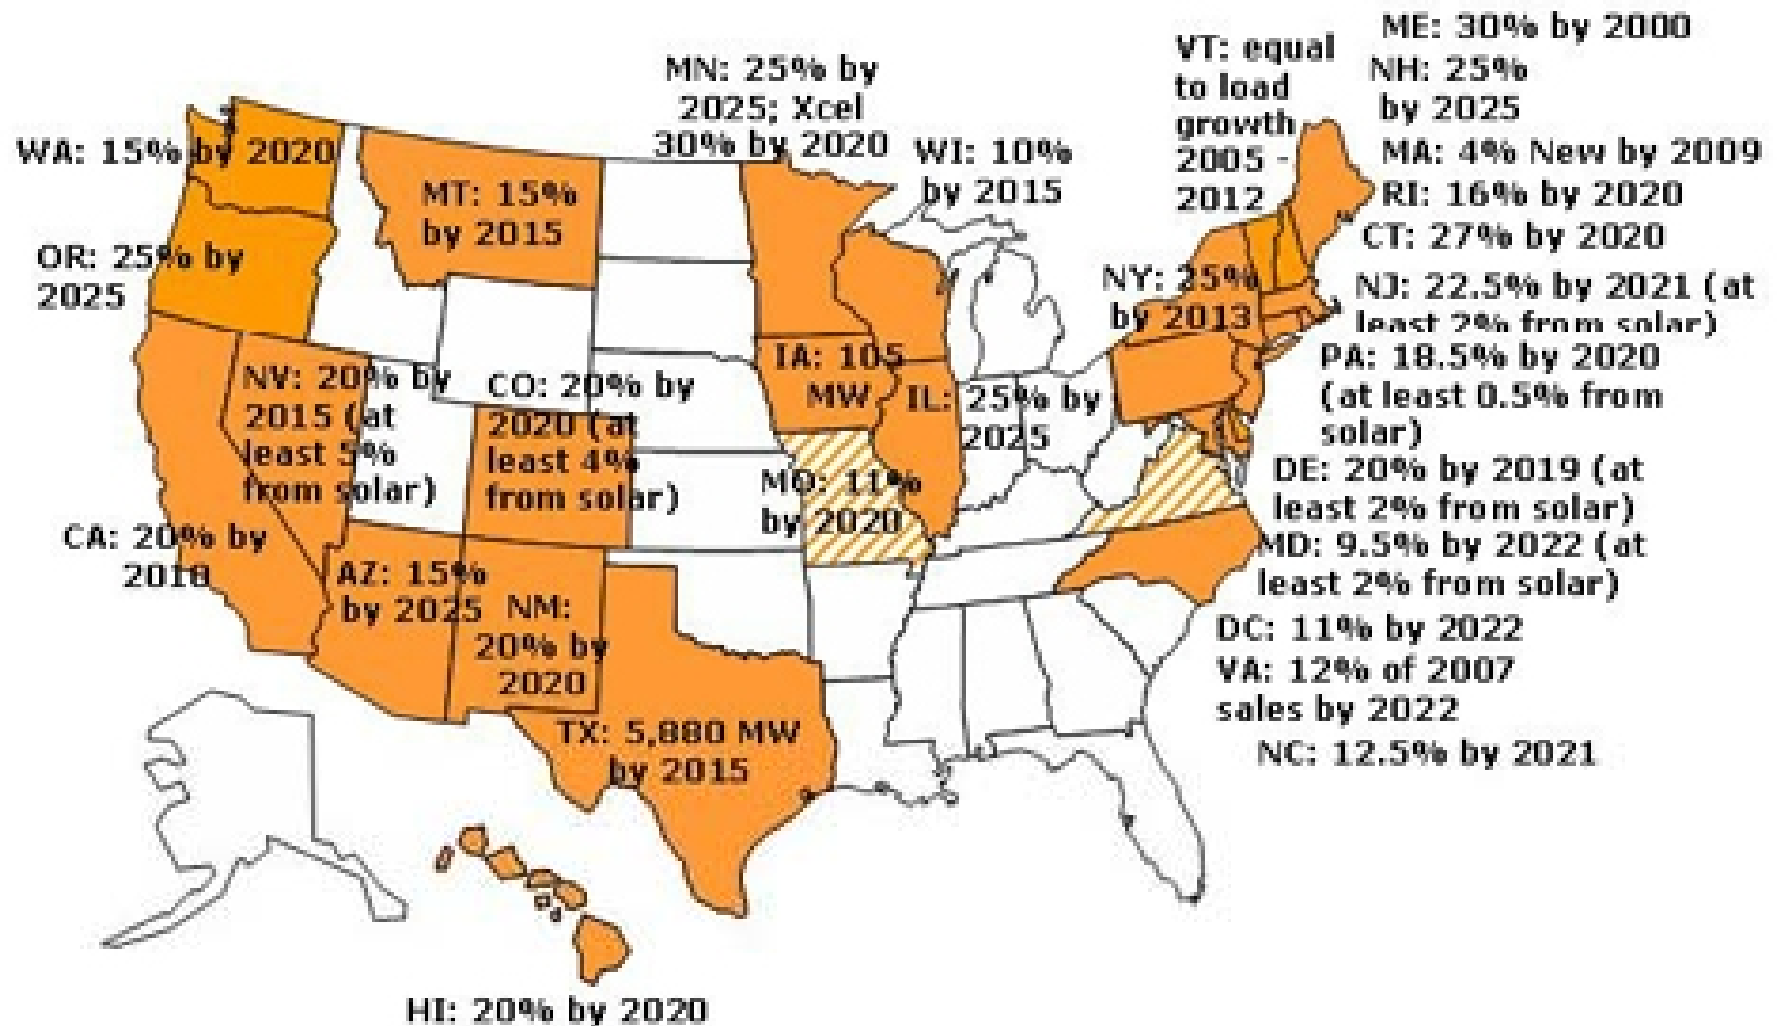 ME: 30% by 2000
VT: equal
to load
growth
2005 -
2012
NH: 25%
by 2025
MN: 25% by
2025; Xcel
30% by 2020
WI: 10%
by 2015
MA: 4% New by 2009
WA: 15% by 2020
MT: 15%
by 2015
RI: 16% by 2020
CT: 27% by 2020
OR: 25% by
2025
NY: 25%
by 2013
NJ: 22.5% by 2021 (at
least 2% from solar)
IA: 105
MW
PA: 18.5% by 2020
(at least 0.5% from
solar)
NV: 20% by
2015 (at
least 5%
from solar)
CO: 20% by
2020 (at
least 4%
from solar)
IL: 25% by
2025
MO: 11%
by 2020
DE: 20% by 2019 (at
least 2% from solar)
CA: 20% by
2010
MD: 9.5% by 2022 (at
least 2% from solar)
AZ: 15%
by 2025
NM:
20% by
2020
DC: 11% by 2022
VA: 12% of 2007
sales by 2022
TX: 5,880 MW
by 2015
NC: 12.5% by 2021
HI: 20% by 2020